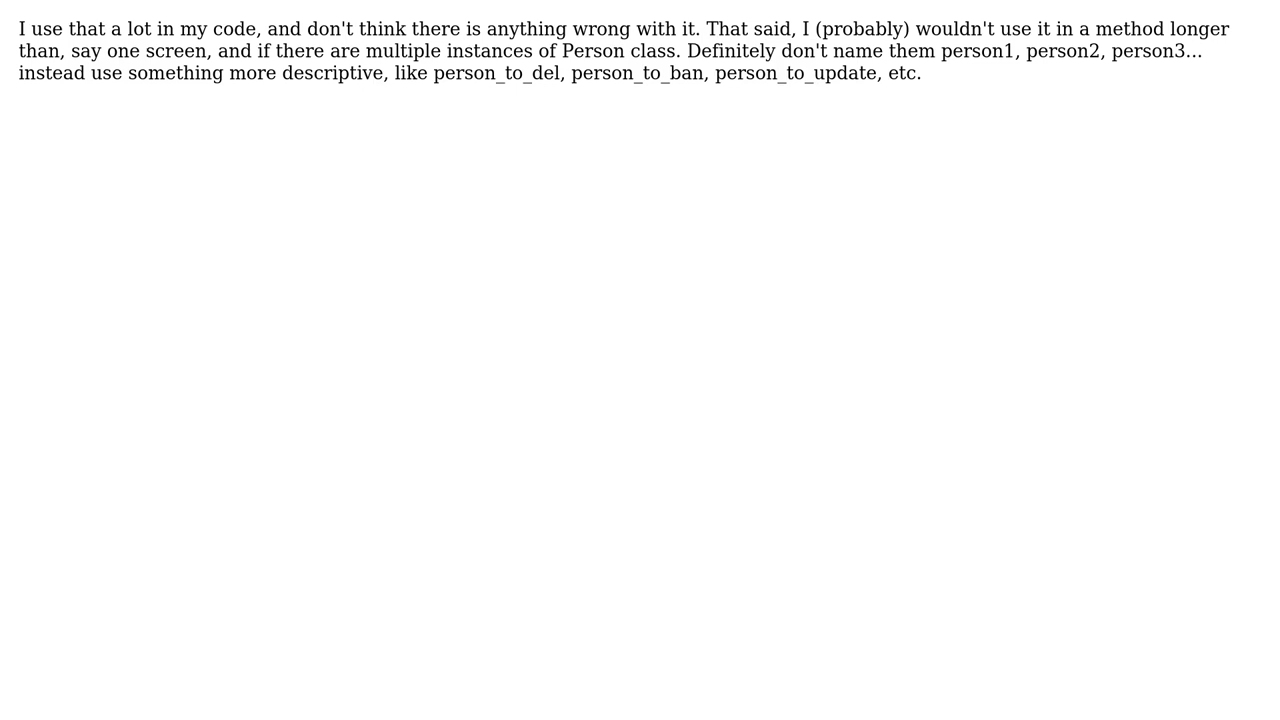 I use that a lot in my code, and don't think there is anything wrong with it. That said, I (probably) wouldn't use it in a method longer
than, say one screen, and if there are multiple instances of Person class. Definitely don't name them person1, person2, person3...
instead use something more descriptive, like person_to_del, person_to_ban, person_to_update, etc.